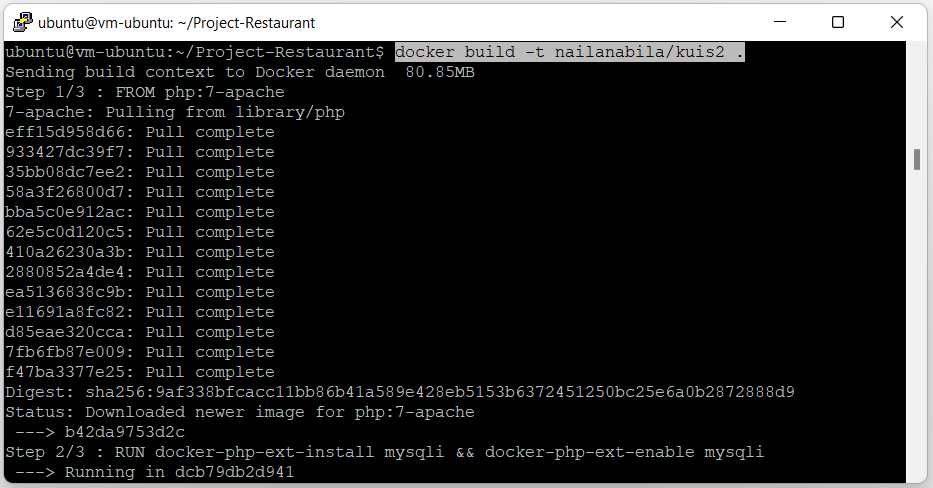 ubuntu@vm-ubuntu: ~/Project-Restaurant
ubuntu@vm-ubuntu:~/Project-Restaurant$ docker build -t nailanabila/kuis2 .
Sending build context to Docker daemon  80.85MB
Step 1/3 : FROM php:7-apache
7-apache: Pulling from library/php
eff15d958d66: Pull complete
933427dc39f7: Pull complete
35bb08dc7ee2: Pull complete
58a3f26800d7: Pull complete
bba5c0e912ac: Pull complete
62e5c0d120c5: Pull complete
410a26230a3b: Pull complete
2880852a4de4: Pull complete
ea5136838c9b: Pull complete
e11691a8fc82: Pull complete
d85eae320cca: Pull complete
7fb6fb87e009: Pull complete
f47ba3377e25: Pull complete
Digest: sha256:9af338bfcacc11bb86b41a589e428eb5153b6372451250bc25e6a0b2872888d9
Status: Downloaded newer image for php:7-apache
 ---> b42da9753d2c
Step 2/3 : RUN docker-php-ext-install mysqli && docker-php-ext-enable mysqli
 ---> Running in dcb79db2d941